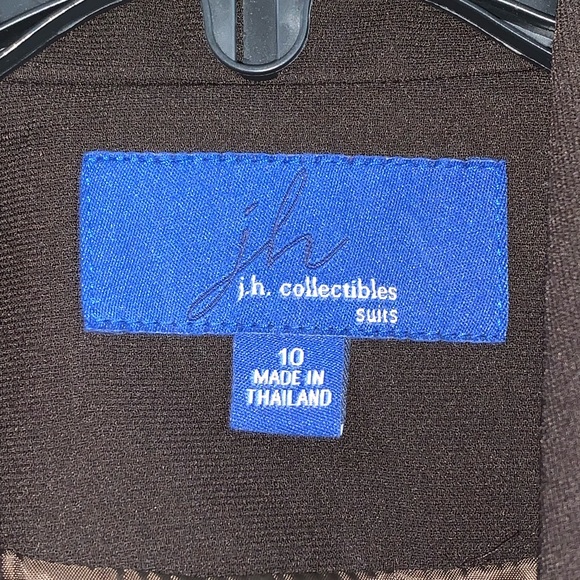 jh
j.h. collectibles
suits
10
MADE IN
THAILAND